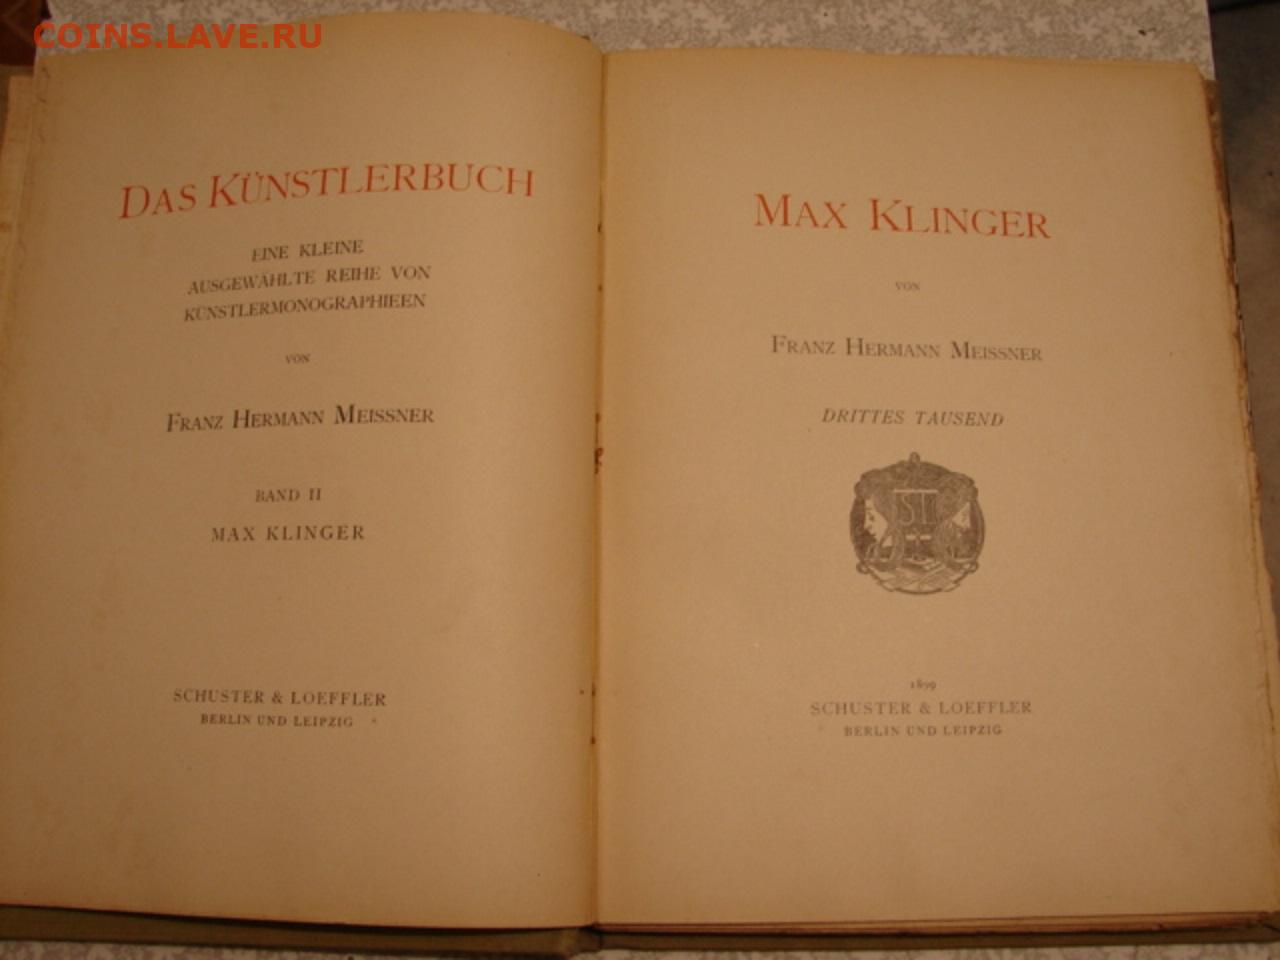 COINS.LAVE.RU
DAS KÜNSTLERBUCH
EINE KLEINE
AUSGEWÄHLTE REIHE VON
KÜNSTLERMONOGRAPHIEEN
VON
FRANZ HERMANN MEISSNER
BAND II
MAX KLINGER
SCHUSTER & LOEFFLER
BERLIN UND LEIPZIG
MAX KLINGER
VON
FRANZ HERMANN MEISSNER
DRITTES TAUSEND
1899
SCHUSTER & LOEFFLER
BERLIN UND LEIPZIG